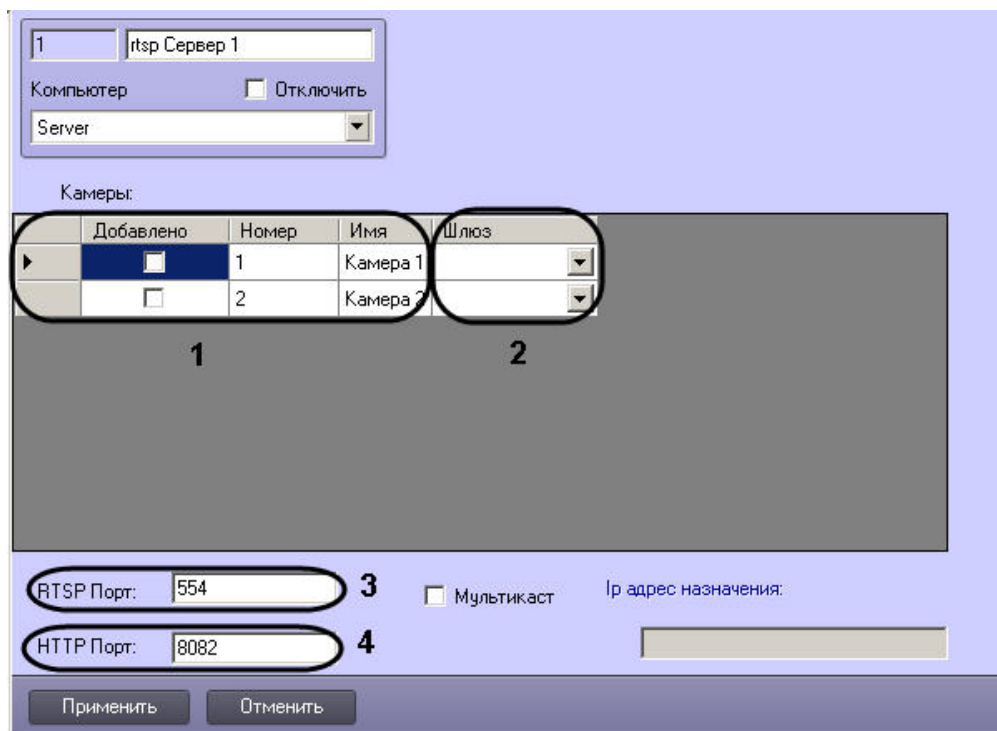 1 rtsp Сервер 1
Компьютер Отключить
Server
Камеры:
Добавлено Номер Имя Шлюз
1 Камера 1
2 Камера 2
1 2
RTSP Порт: 554 3 Мультикаст Ip адрес назначения:
HTTP Порт: 8082 4
Применить Отменить